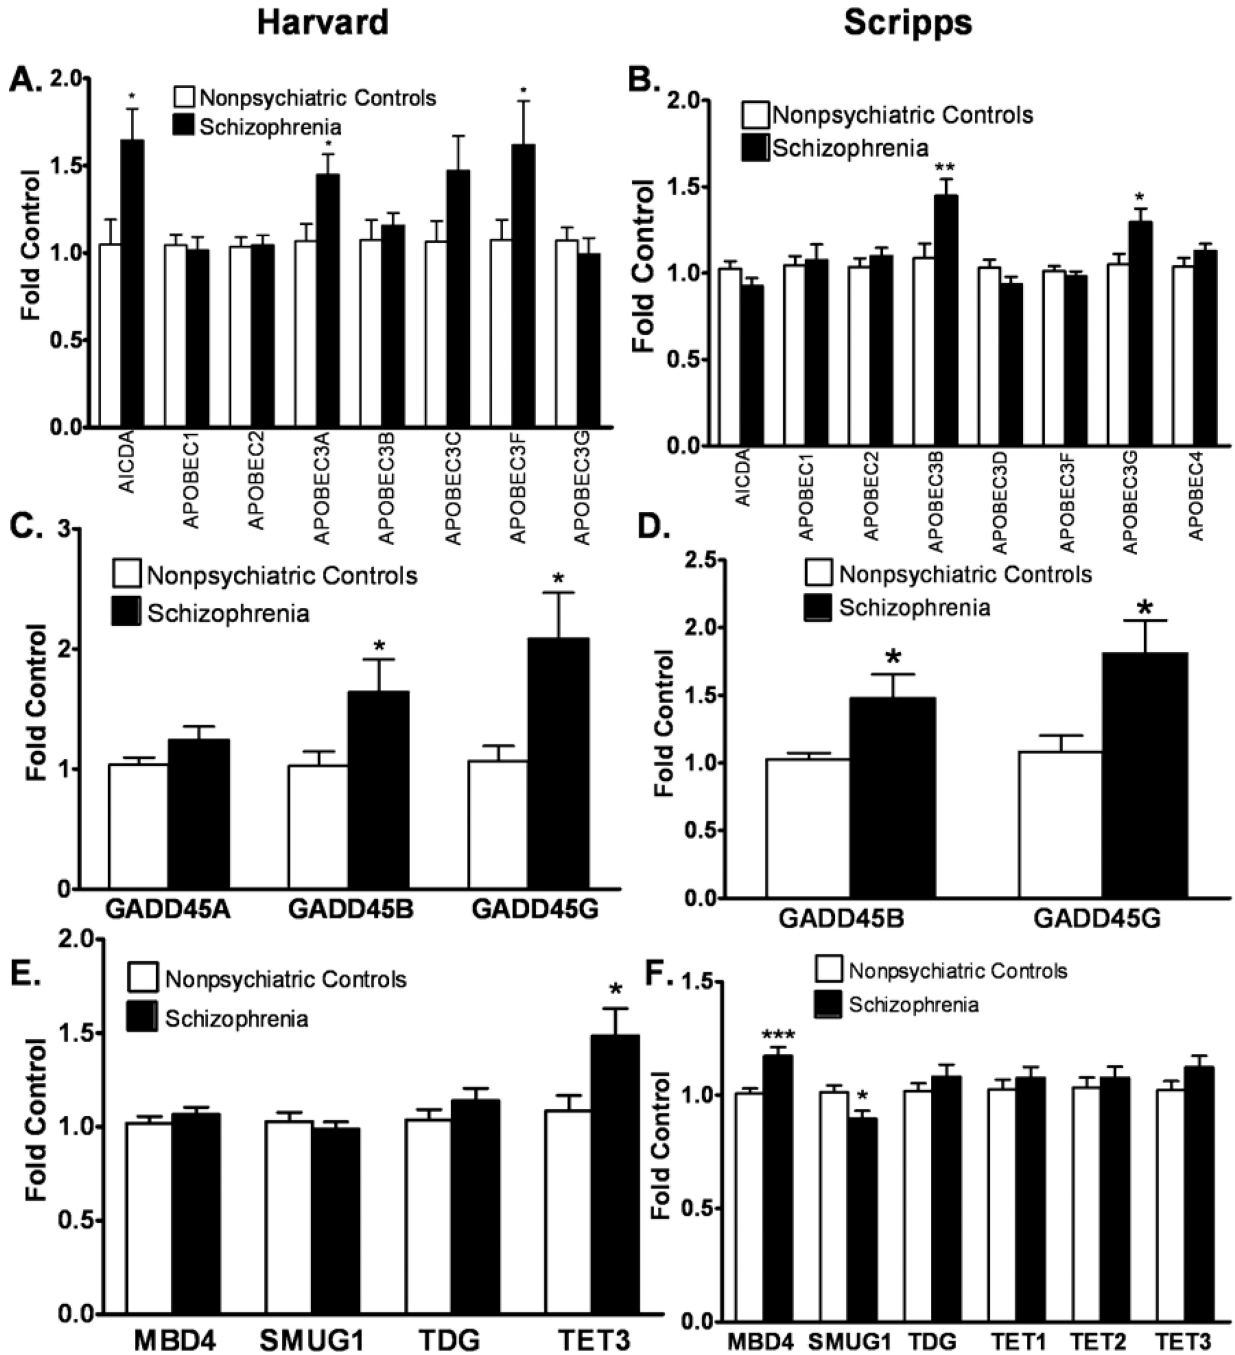 Harvard
Scripps
A.
2.0
1.5
1.0
0.5
0.0
Fold Control
Nonpsychiatric Controls
Schizophrenia
*
*
*
AICDA
APOBEC1
APOBEC2
APOBEC3A
APOBEC3B
APOBEC3C
APOBEC3F
APOBEC3G
B.
2.0
1.5
1.0
0.5
0.0
Fold Control
Nonpsychiatric Controls
Schizophrenia
**
*
AICDA
APOBEC1
APOBEC2
APOBEC3B
APOBEC3D
APOBEC3F
APOBEC3G
APOBEC4
C.
3
2
1
0
Fold Control
Nonpsychiatric Controls
Schizophrenia
*
*
GADD45A
GADD45B
GADD45G
D.
2.5
2.0
1.5
1.0
0.5
0.0
Fold Control
Nonpsychiatric Controls
Schizophrenia
*
*
GADD45B
GADD45G
E.
2.0
1.5
1.0
0.5
0.0
Fold Control
Nonpsychiatric Controls
Schizophrenia
*
MBD4
SMUG1
TDG
TET3
F.
1.5
1.0
0.5
0.0
Fold Control
Nonpsychiatric Controls
Schizophrenia
***
*
MBD4
SMUG1
TDG
TET1
TET2
TET3